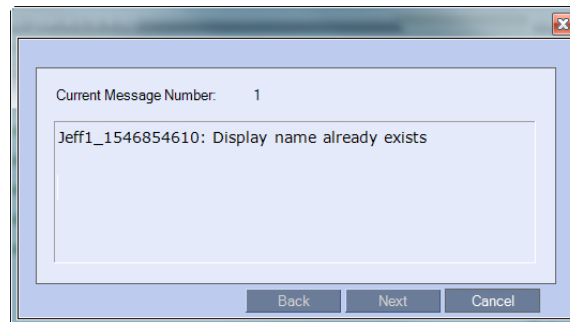 Current Message Number: 1
Jeff1_1546854610: Display name already exists
Back Next Cancel